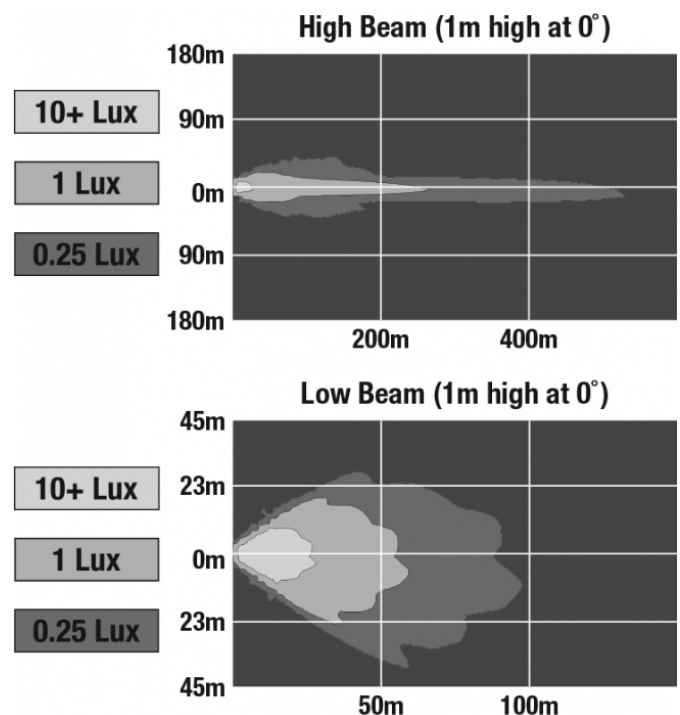 High Beam (1m high at 0˚)
180m
10+ Lux
90m
1 Lux
0m
0.25 Lux
90m
180m
200m 400m
Low Beam (1m high at 0˚)
45m
10+ Lux
23m
1 Lux
0m
0.25 Lux
23m
45m
50m 100m